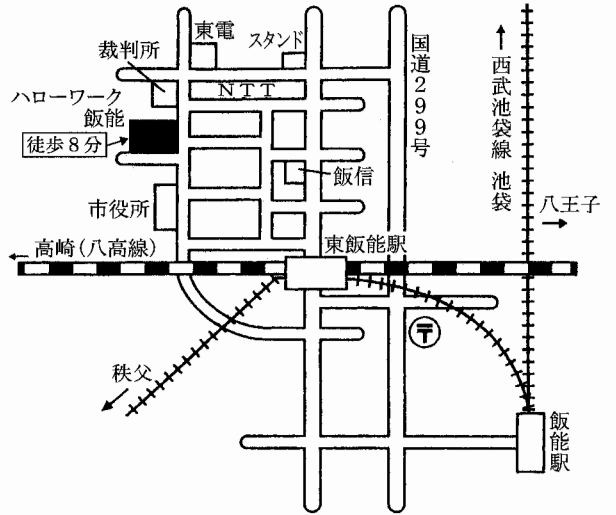 東電
スタンド
裁判所
NTT
ハローワーク
飯能
徒歩8分
飯信
市役所
国道299号
西武池袋線 池袋
八王子
高崎(八高線)
東飯能駅
〒
秩父
飯能駅